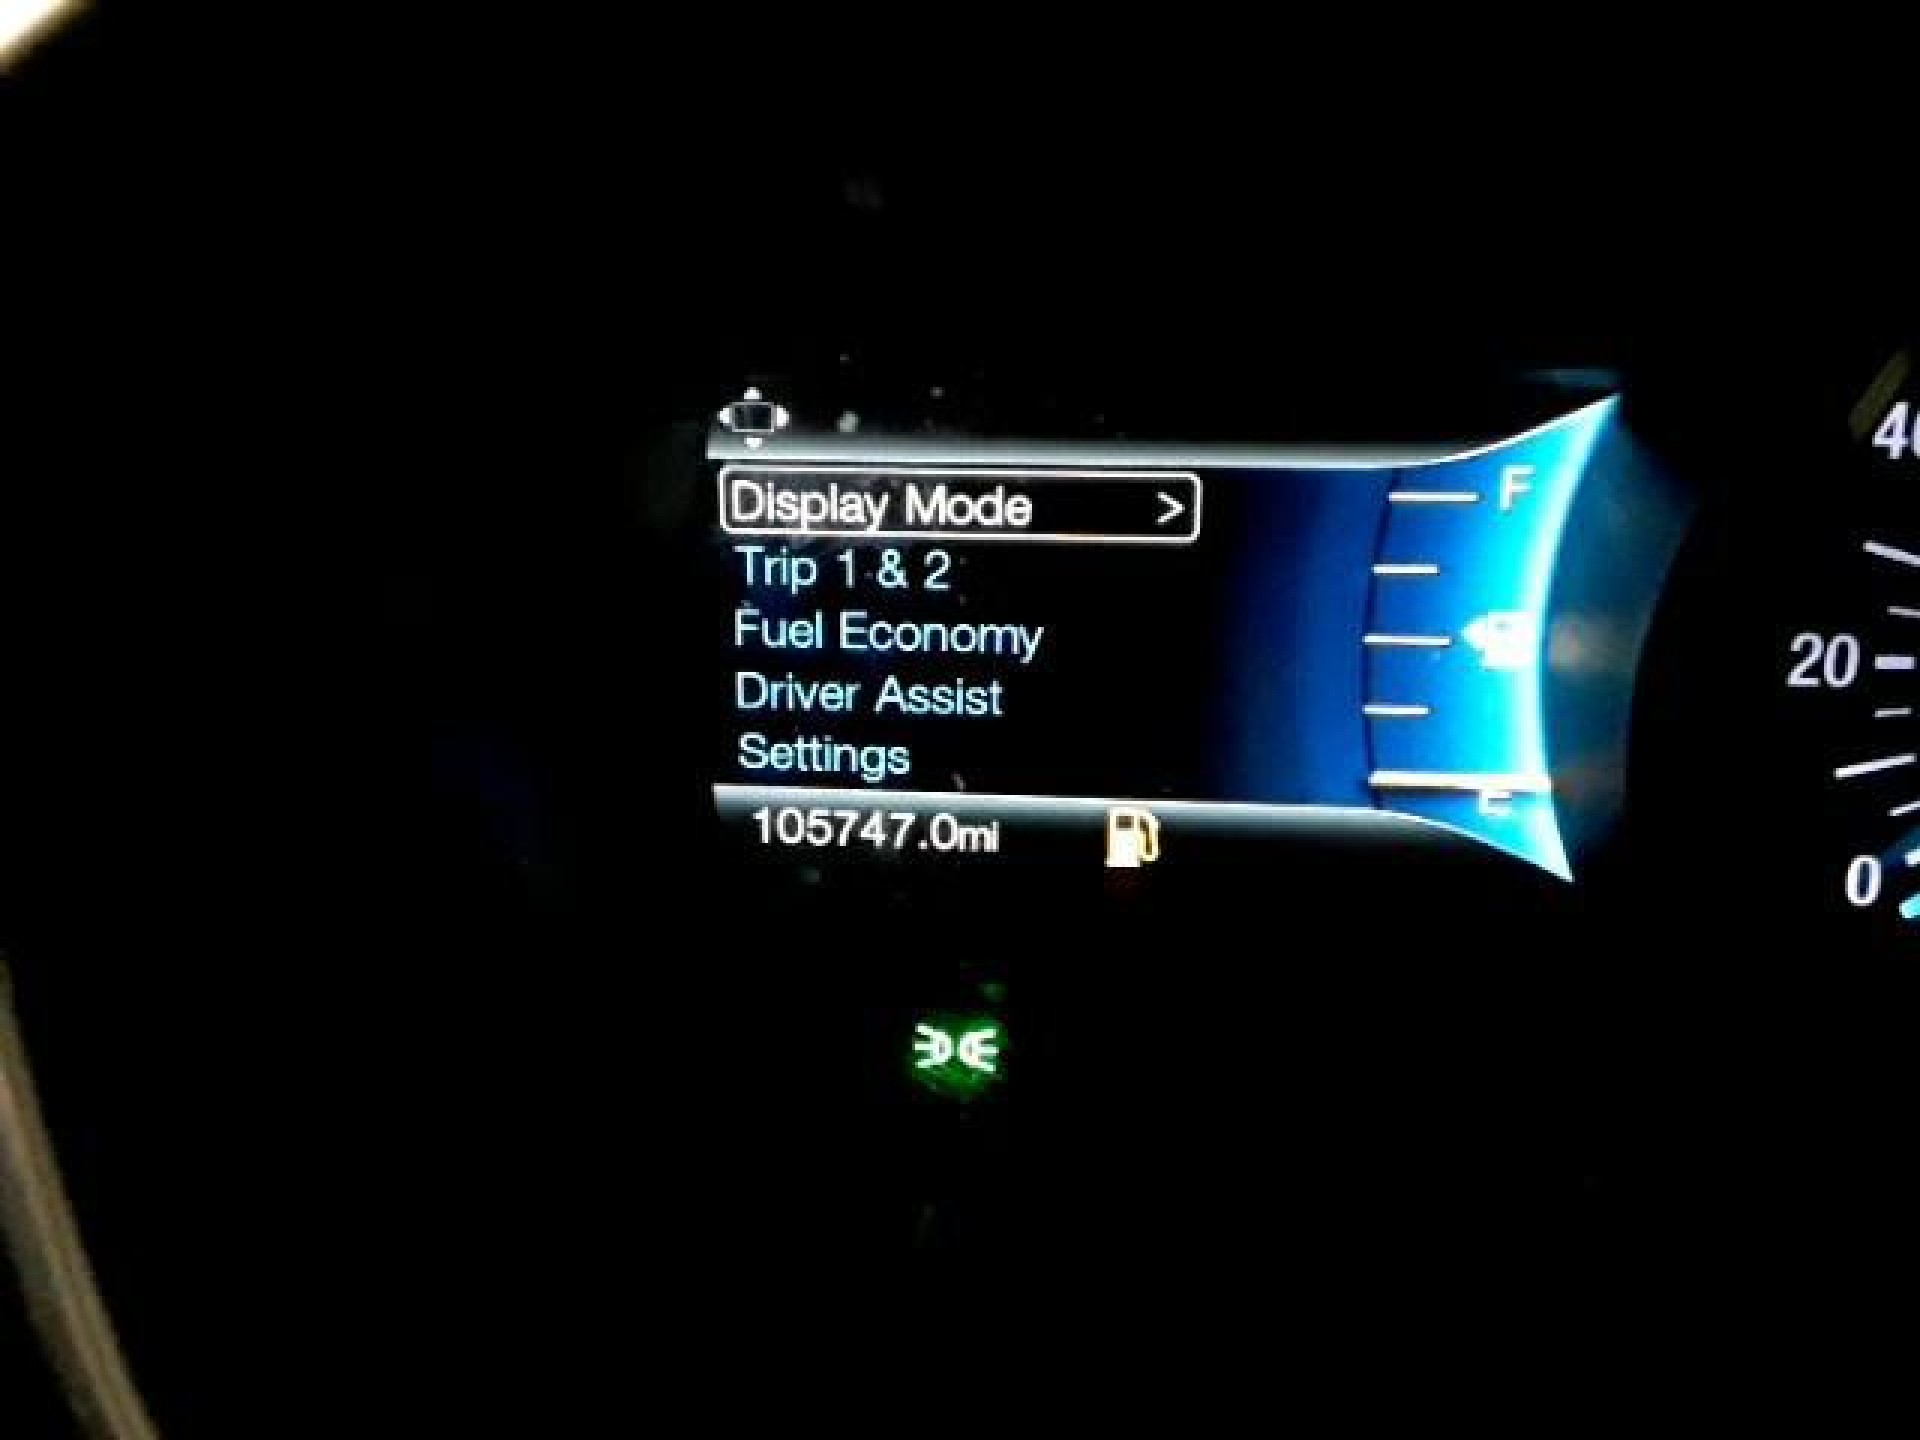 Display Mode >
Trip 1 & 2
Fuel Economy
Driver Assist
Settings
105747.0mi
F
E
20
0